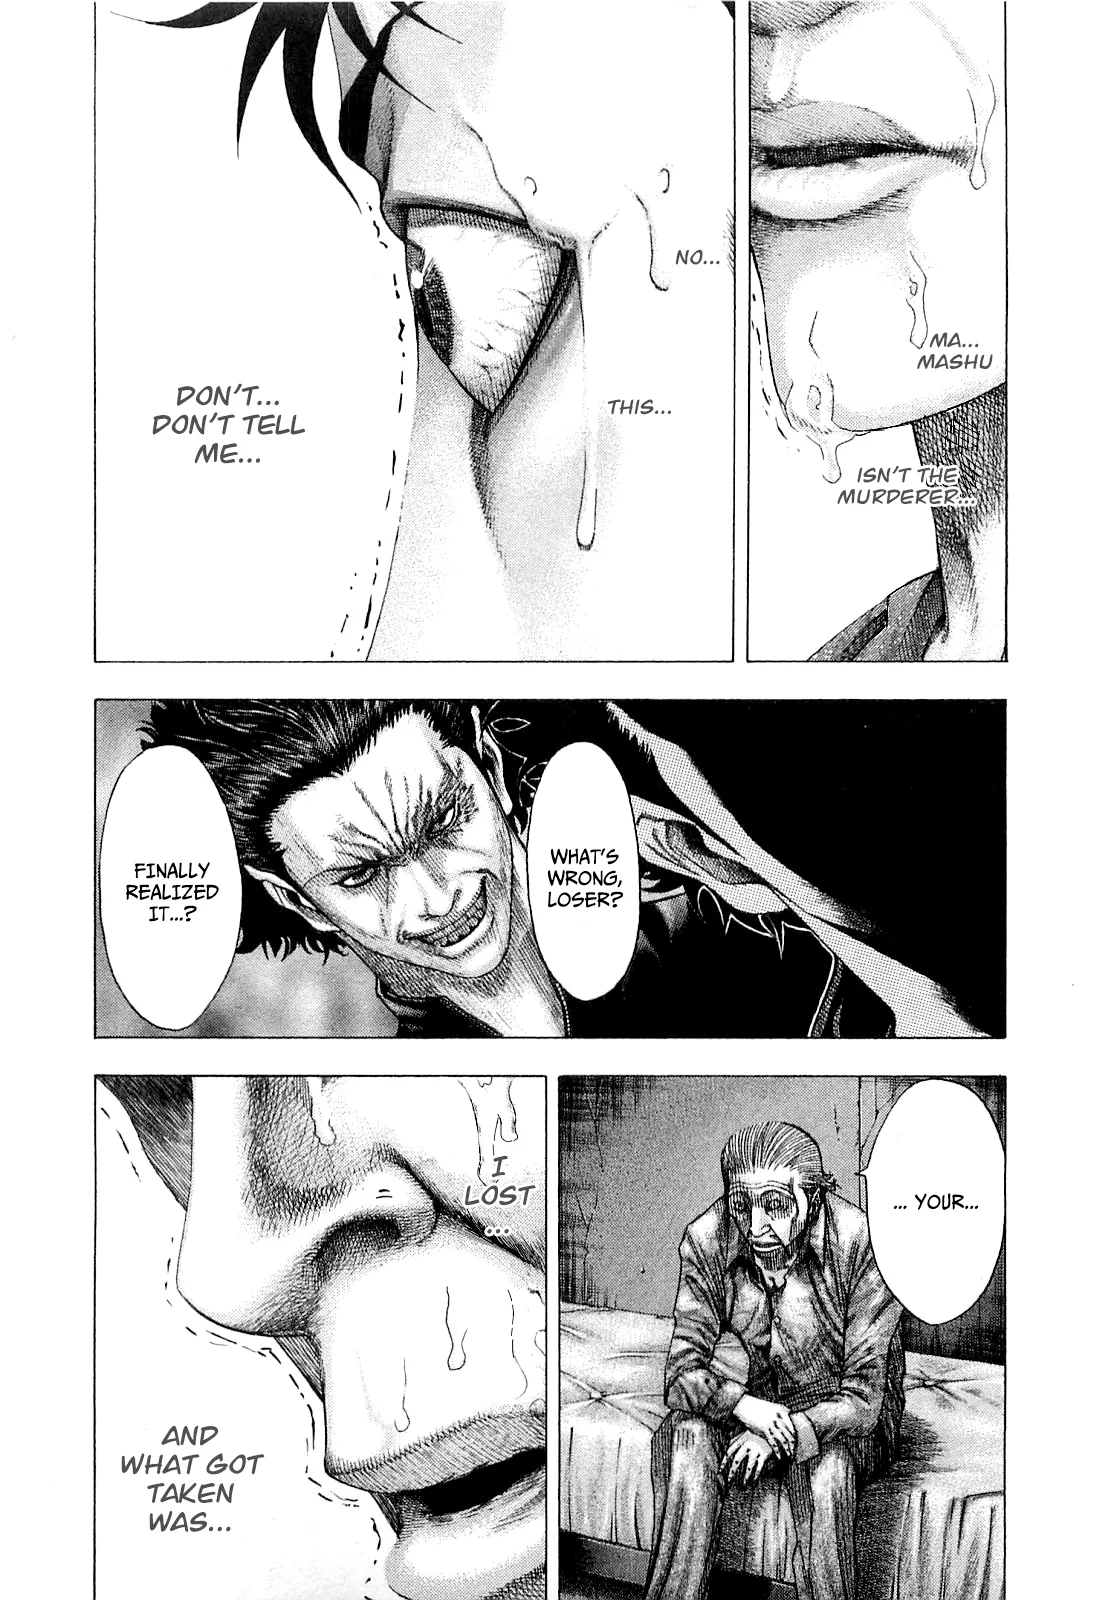 MA...
MASHU
ISN'T THE
MURDERER...
NO...
THIS...
DON'T...
DON'T TELL
ME...
WHAT'S
WRONG,
LOSER?
FINALLY
REALIZED
IT...?
... YOUR...
I
LOST
...
AND
WHAT GOT
TAKEN
WAS...